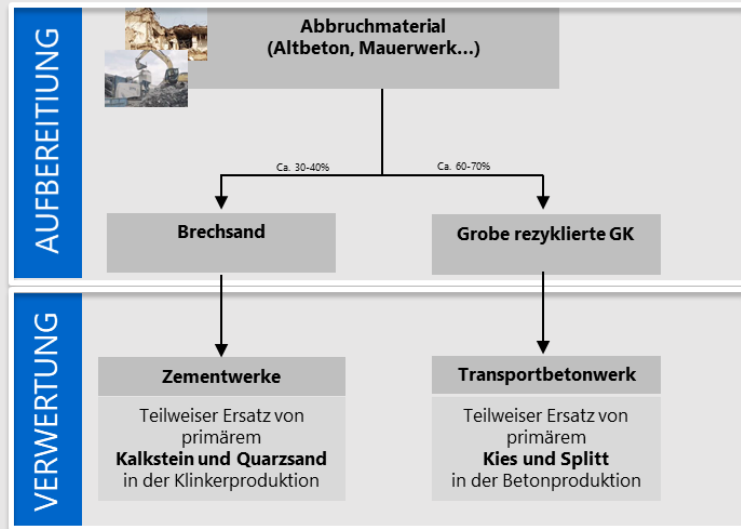 AUFBEREITIUNG
Abbruchmaterial
(Altbeton, Mauerwerk...)
Ca. 30-40%
Ca. 60-70%
Brechsand
Grobe rezyklierte GK
VERWERTUNG
Zementwerke
Teilweiser Ersatz von
primärem
Kalkstein und Quarzsand
in der Klinkerproduktion
Transportbetonwerk
Teilweiser Ersatz von
primärem
Kies und Splitt
in der Betonproduktion